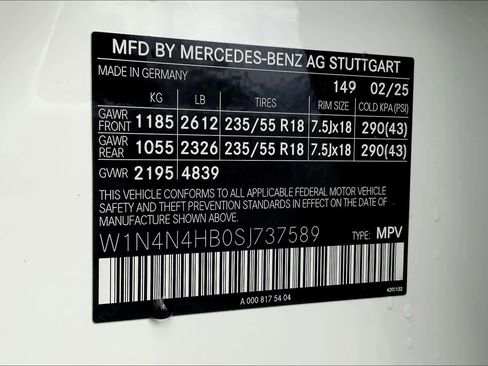 MFD BY MERCEDES-BENZ AG STUTTGART
MADE IN GERMANY 149 02/25
KG LB TIRES RIM SIZE COLD KPA (PSI)
GAWR FRONT 1185 2612 235/55 R18 7.5Jx18 290(43)
GAWR REAR 1055 2326 235/55 R18 7.5Jx18 290(43)
GVWR 2195 4839
THIS VEHICLE CONFORMS TO ALL APPLICABLE FEDERAL MOTOR VEHICLE
SAFETY AND THEFT PREVENTION STANDARDS IN EFFECT ON THE DATE OF
MANUFACTURE SHOWN ABOVE.
W1N4N4HB0SJ737589 TYPE: MPV
A 000 817 54 04